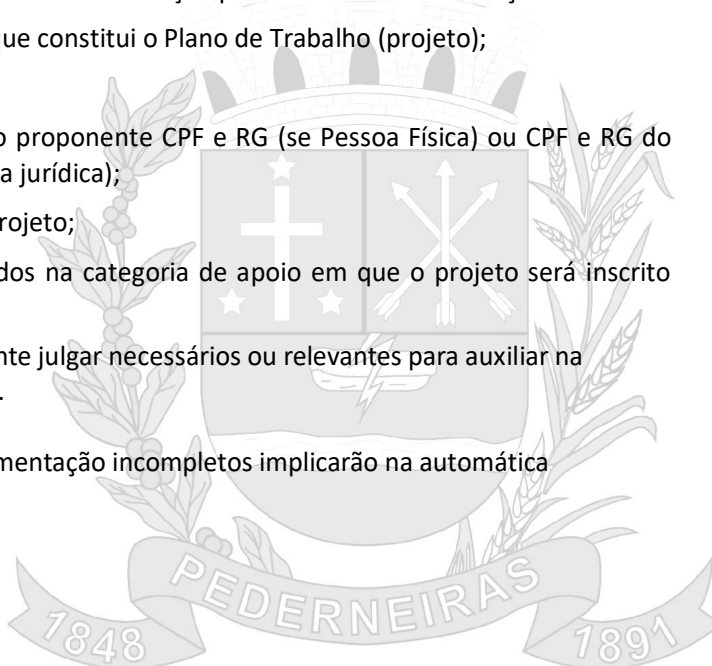 ue constitui o Plano de Trabalho (projeto);
o proponente CPF e RG (se Pessoa Física) ou CPF e RG do
a jurídica);
rojeto;
dos na categoria de apoio em que o projeto será inscrito
nte julgar necessários ou relevantes para auxiliar na
.
mentação incompletos implicarão na automática
PEDERNEIRAS
1848 1891